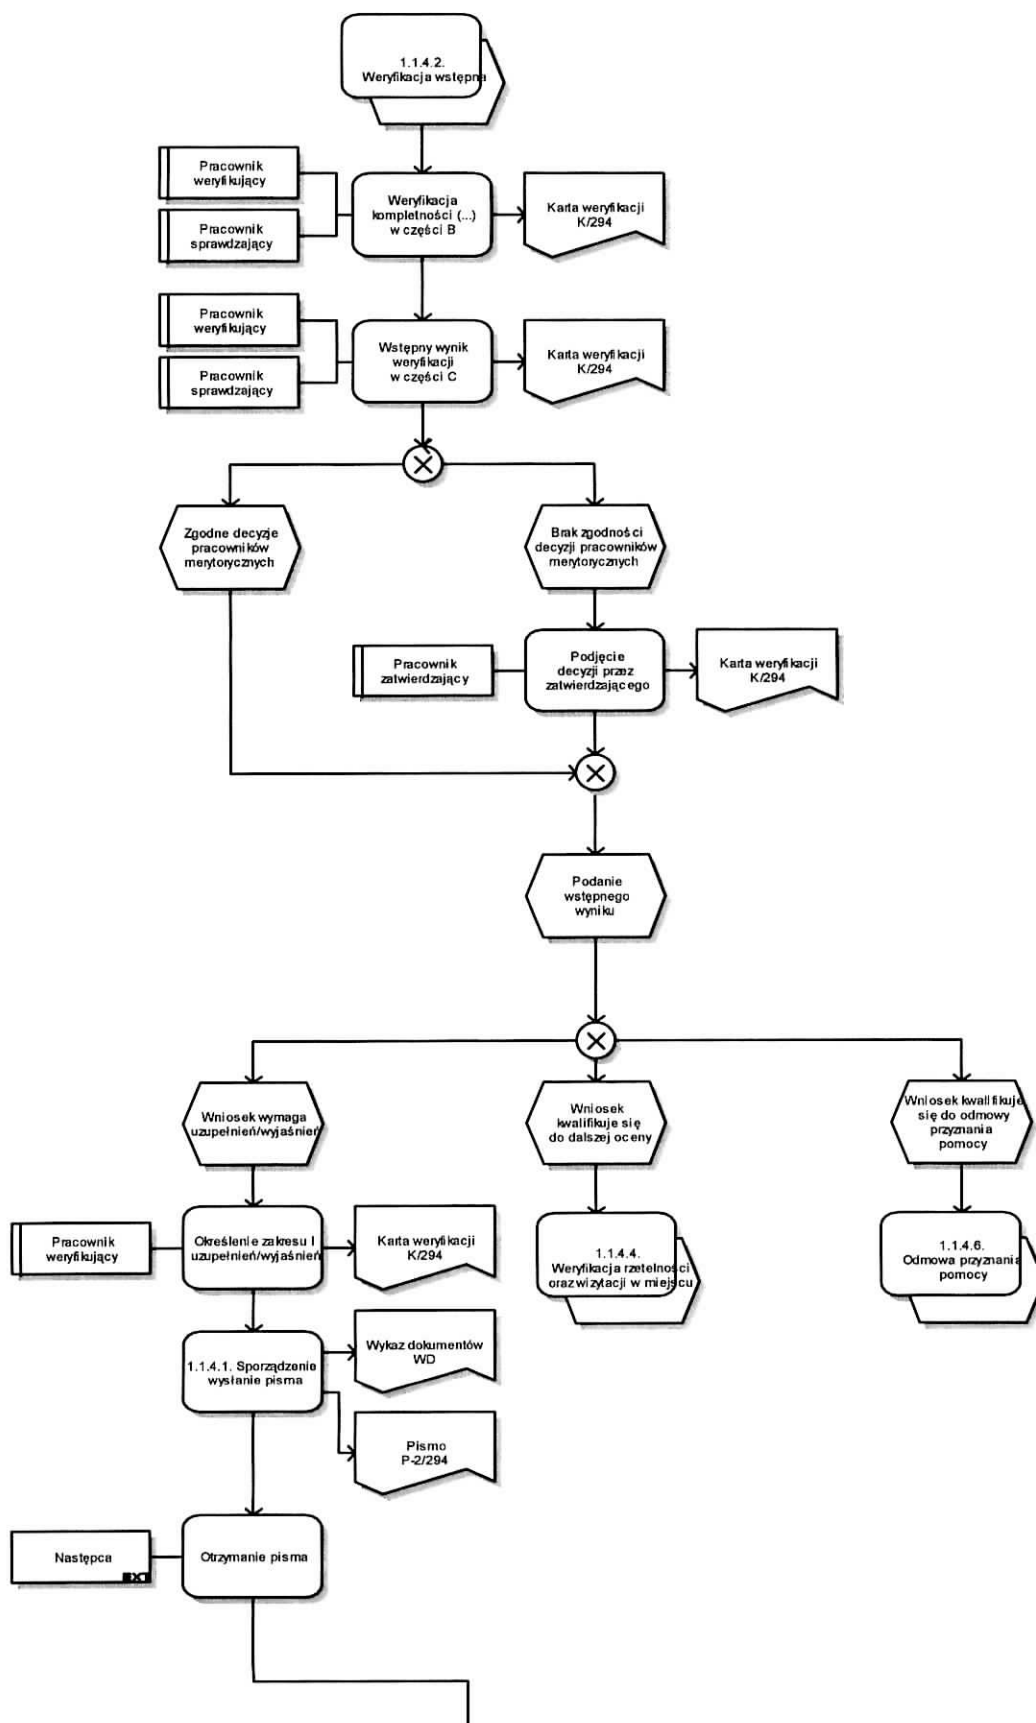 1.1.4.2.
Weryfikacja wstępna
Pracownik
weryfikujący
Pracownik
sprawdzający
Weryfikacja
kompletności (...)
w części B
Karta weryfikacji
K/294
Pracownik
weryfikujący
Pracownik
sprawdzający
Wstępny wynik
weryfikacji
w części C
Karta weryfikacji
K/294
Zgodne decyzje
pracowników
merytorycznych
Brak zgodności
decyzji pracowników
merytorycznych
Pracownik
zatwierdzający
Podjęcie
decyzji przez
zatwierdzającego
Karta weryfikacji
K/294
Podanie
wstępnego
wyniku
Wniosek wymaga
uzupełnień/wyjaśnień
Wniosek
kwalifikuje się
do dalszej oceny
Wniosek kwalifikuje
się do odmowy
przyznania
pomocy
Pracownik
weryfikujący
Określenie zakresu I
uzupełnień/wyjaśnień
Karta weryfikacji
K/294
1.1.4.4.
Weryfikacja rzetelności
oraz wizytacji w miejscu
1.1.4.6.
Odmowa przyznania
pomocy
1.1.4.1. Sporządzenie
wysłanie pisma
Wykaz dokumentów
WD
Pismo
P-2/294
Następca
EXT
Otrzymanie pisma